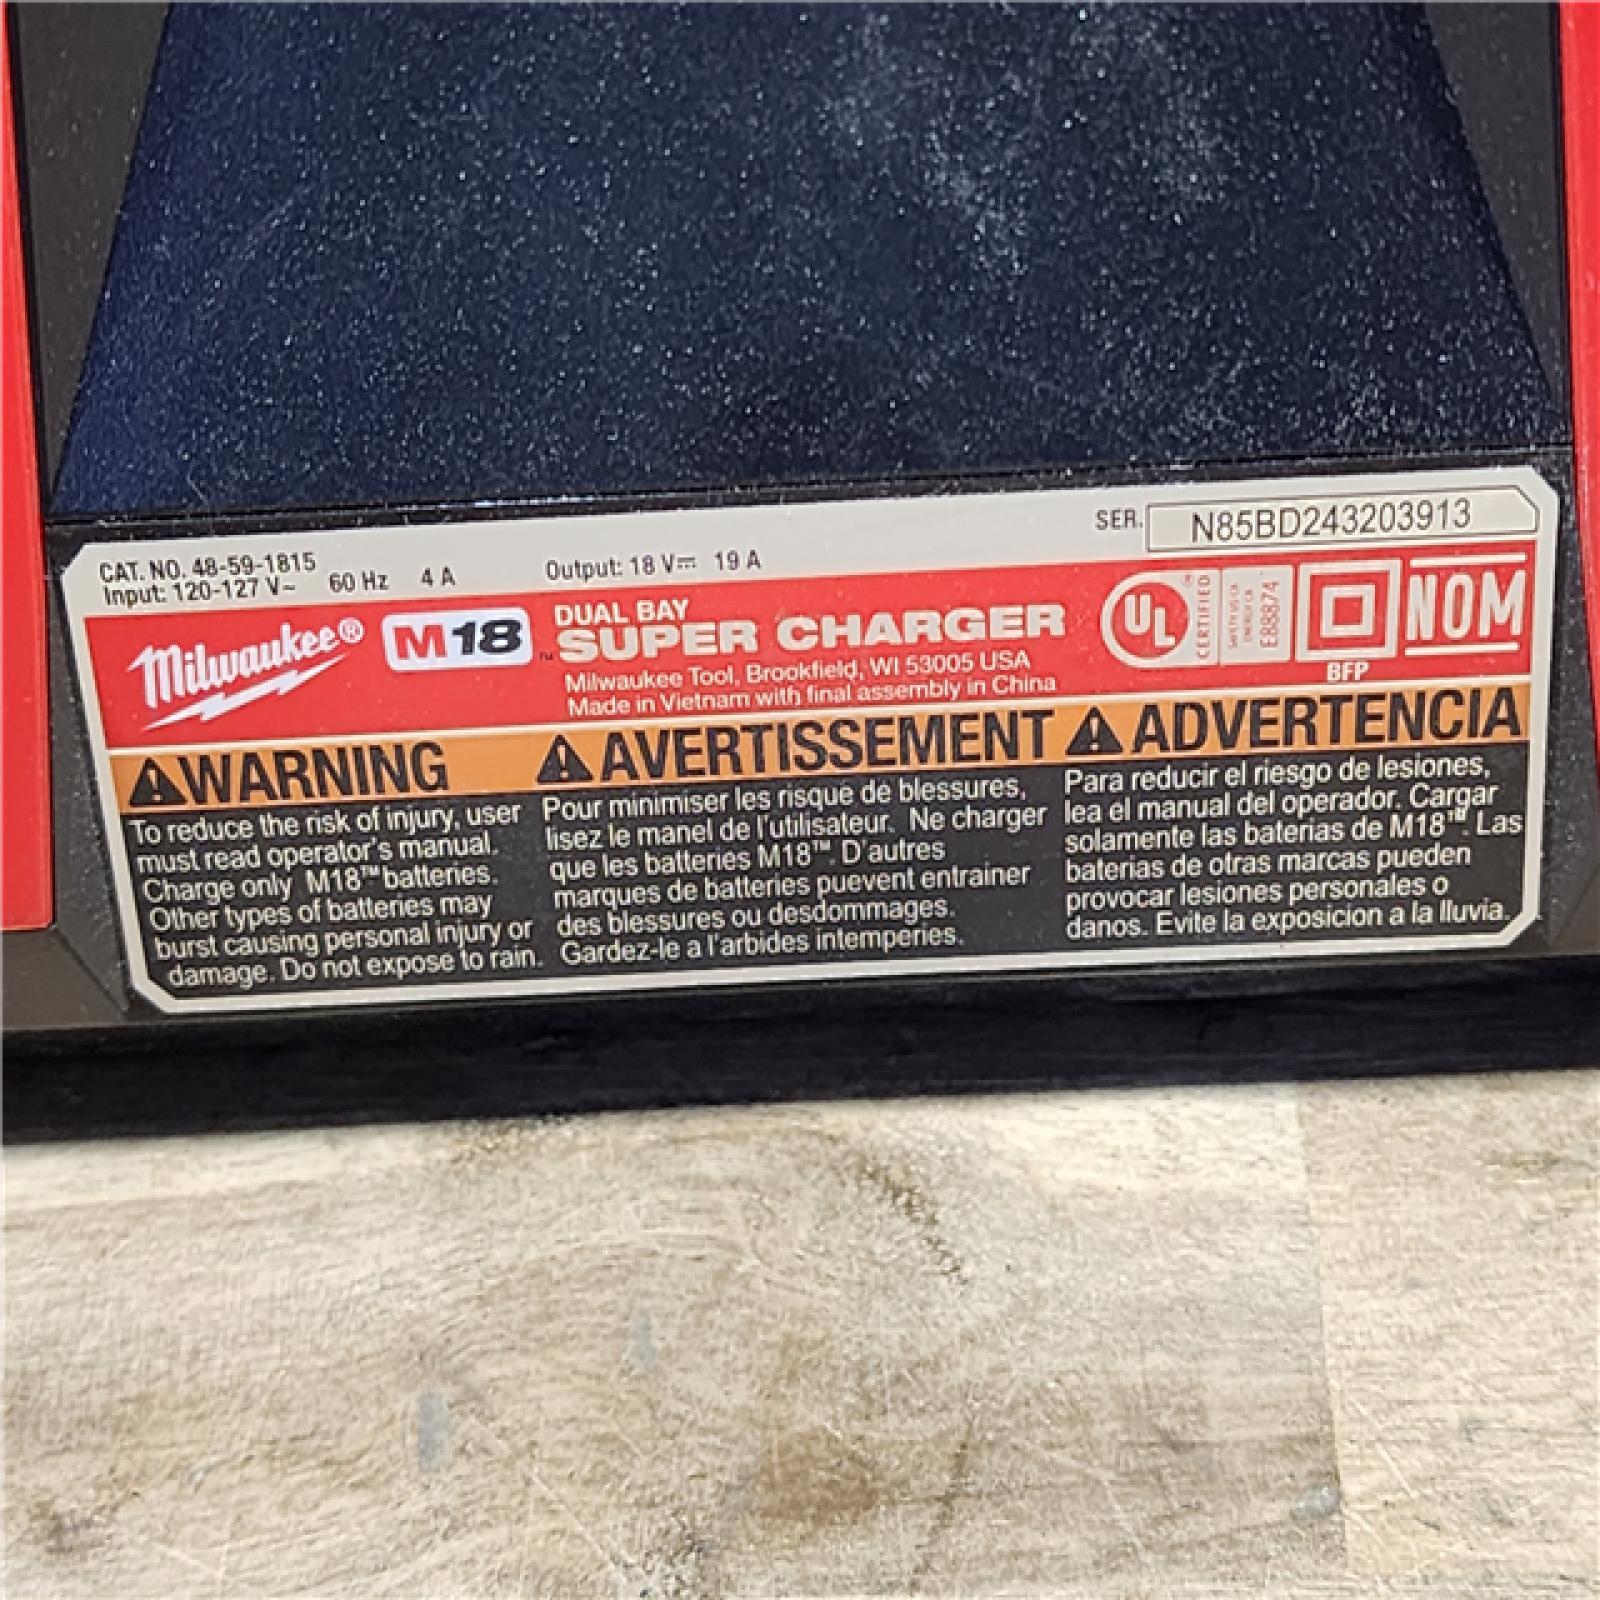 SER. N85BD243203913
CAT. NO. 48-59-1815
Input: 120-127 V~ 60 Hz 4 A Output: 18 V⎓ 19 A
Milwaukee® M18™
DUAL BAY
SUPER CHARGER
Milwaukee Tool, Brookfield, WI 53005 USA
Made in Vietnam with final assembly in China
UL® CERTIFIED
E88874
BFP
NOM
⚠WARNING
To reduce the risk of injury, user
must read operator's manual.
Charge only M18™ batteries.
Other types of batteries may
burst causing personal injury or
damage. Do not expose to rain.
⚠AVERTISSEMENT
Pour minimiser les risque de blessures,
lisez le manel de l'utilisateur. Ne charger
que les batteries M18™. D'autres
marques de batteries puevent entrainer
des blessures ou desdommages.
Gardez-le a l'arbides intemperies.
⚠ADVERTENCIA
Para reducir el riesgo de lesiones,
lea el manual del operador. Cargar
solamente las baterias de M18™. Las
baterias de otras marcas pueden
provocar lesiones personales o
danos. Evite la exposicion a la lluvia.